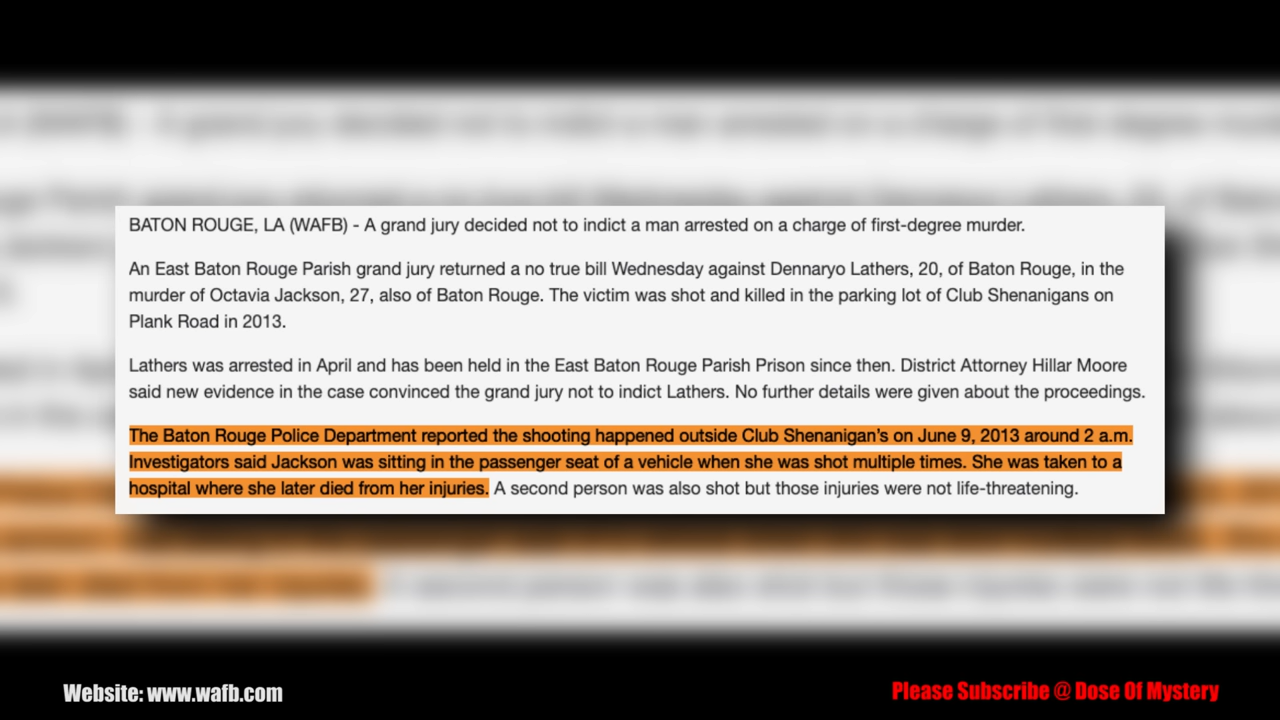 BATON ROUGE, LA (WAFB) - A grand jury decided not to indict a man arrested on a charge of first-degree murder.
An East Baton Rouge Parish grand jury returned a no true bill Wednesday against Dennaryo Lathers, 20, of Baton Rouge, in the
murder of Octavia Jackson, 27, also of Baton Rouge. The victim was shot and killed in the parking lot of Club Shenanigans on
Plank Road in 2013.
Lathers was arrested in April and has been held in the East Baton Rouge Parish Prison since then. District Attorney Hillar Moore
said new evidence in the case convinced the grand jury not to indict Lathers. No further details were given about the proceedings.
The Baton Rouge Police Department reported the shooting happened outside Club Shenanigan’s on June 9, 2013 around 2 a.m.
Investigators said Jackson was sitting in the passenger seat of a vehicle when she was shot multiple times. She was taken to a
hospital where she later died from her injuries. A second person was also shot but those injuries were not life-threatening.
Website: www.wafb.com
Please Subscribe @ Dose Of Mystery